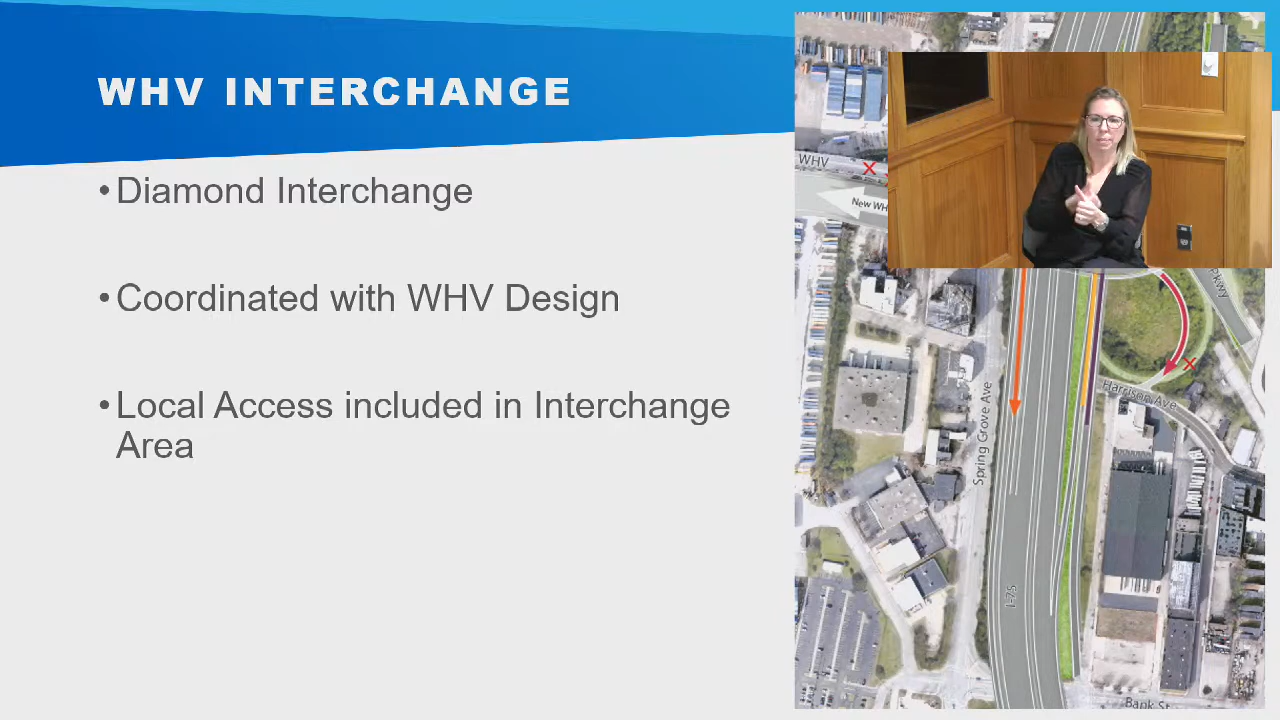 WHV INTERCHANGE
• Diamond Interchange
• Coordinated with WHV Design
• Local Access included in Interchange
Area
WHV
New WH
Pkwy
Harrison Ave
Spring Grove Ave
I-75
Bank St